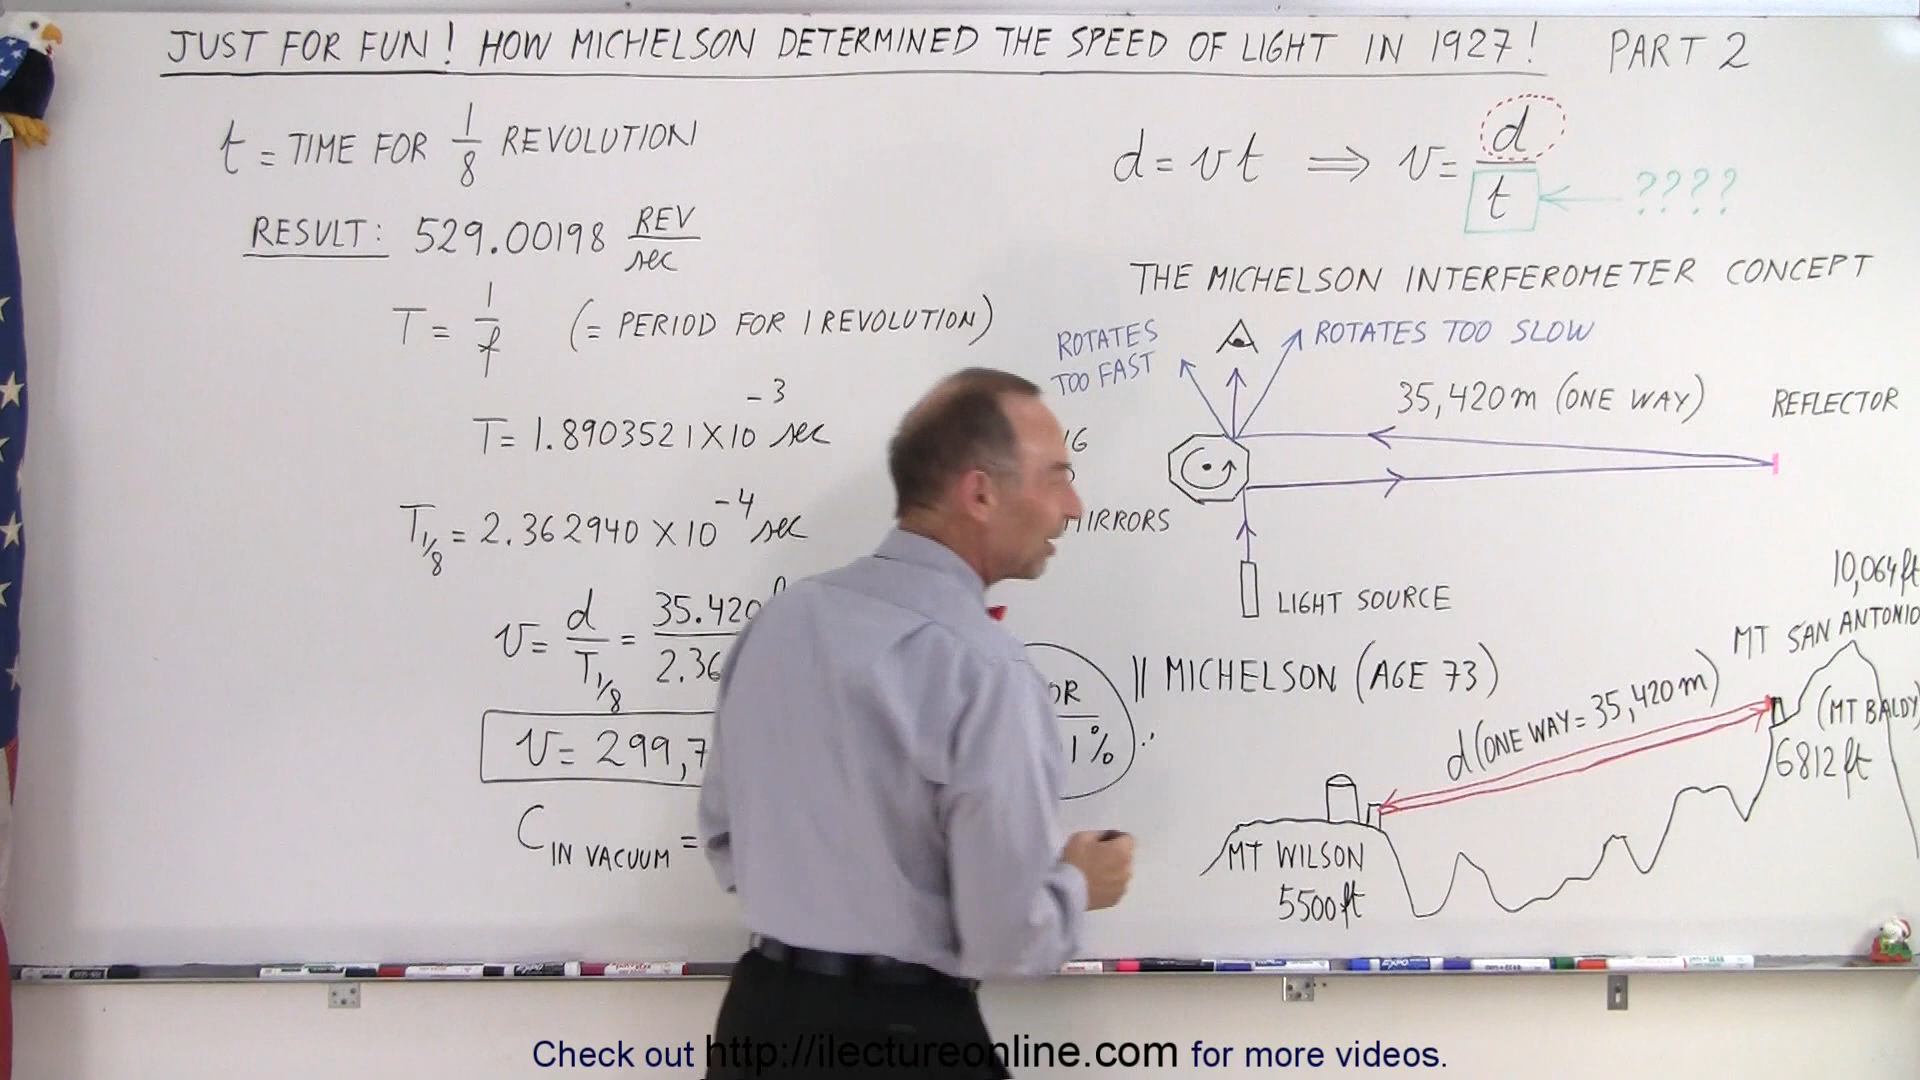 JUST FOR FUN! HOW MICHELSON DETERMINED THE SPEED OF LIGHT IN 1927! PART 2
t = TIME FOR 1/8 REVOLUTION
RESULT: 529.00198 REV/sec
T = 1/f (= PERIOD FOR 1 REVOLUTION)
T = 1.8903521 X 10^-3 sec
T1/8 = 2.362940 X 10^-4 sec
v = d/T1/8 = 35.420/2.36
v = 299,7
C IN VACUUM =
1%
d = vt ⇒ v = d/t ← ????
THE MICHELSON INTERFEROMETER CONCEPT
ROTATES
TOO FAST
ROTATES TOO SLOW
35,420m (ONE WAY)
REFLECTOR
MIRRORS
LIGHT SOURCE
10,064 ft
MT SAN ANTONIO
(MT BALDY)
6812 ft
|| MICHELSON (AGE 73)
d (ONE WAY = 35,420 m)
MT WILSON
5500 ft
EXPO
Check out http://ilectureonline.com for more videos.